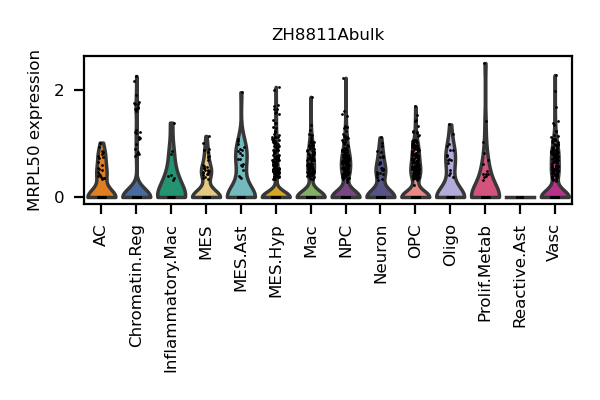 ZH8811Abulk
MRPL50 expression
2
0
AC
Chromatin.Reg
Inflammatory.Mac
MES
MES.Ast
MES.Hyp
Mac
NPC
Neuron
OPC
Oligo
Prolif.Metab
Reactive.Ast
Vasc